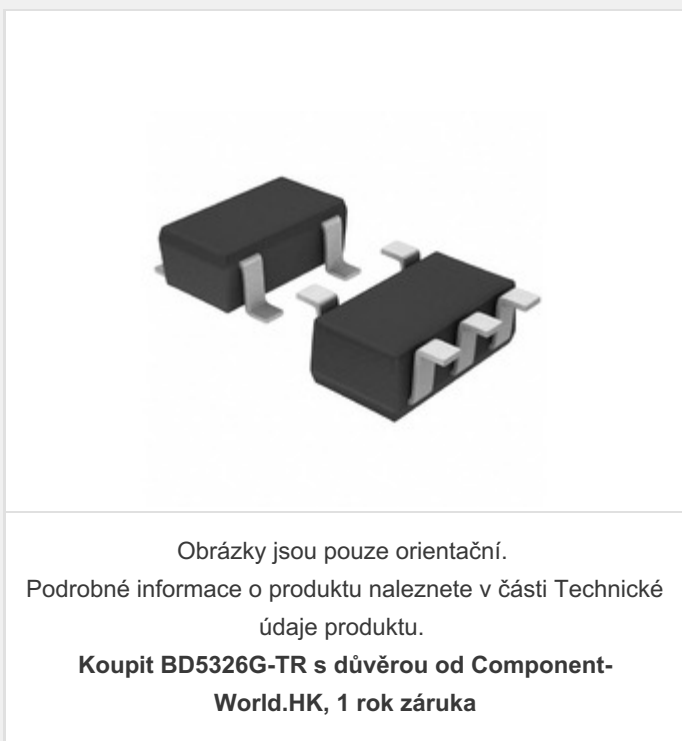 Obrázky jsou pouze orientační.
Podrobné informace o produktu naleznete v části Technické
údaje produktu.
Koupit BD5326G-TR s důvěrou od Component-
World.HK, 1 rok záruka